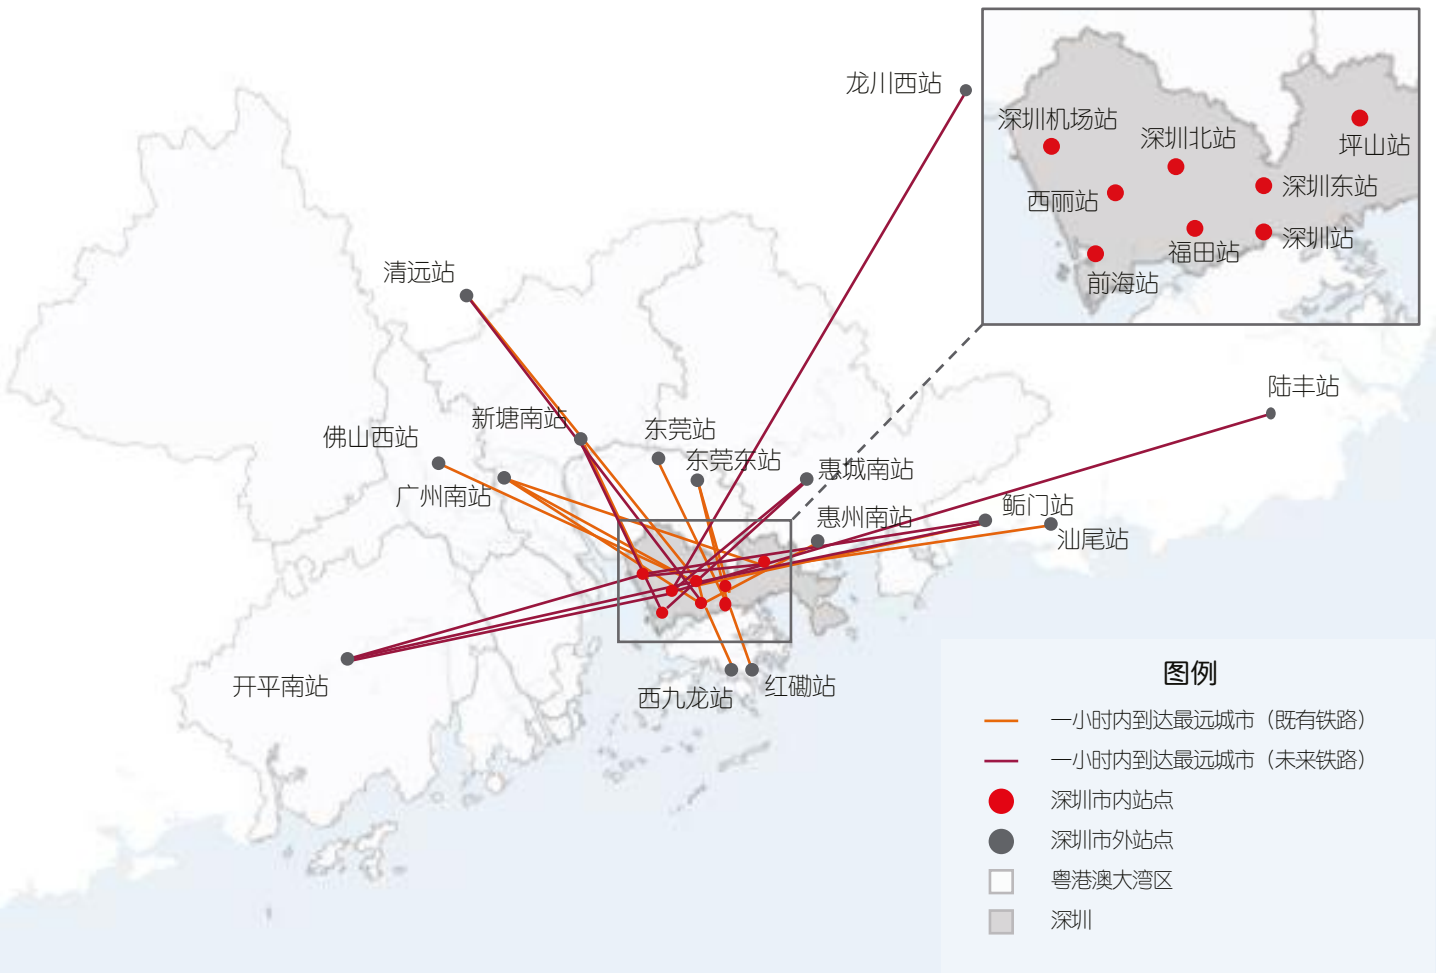 龙川西站
深圳机场站
深圳北站
坪山站
西丽站
深圳东站
福田站
深圳站
前海站
清远站
陆丰站
新塘南站
佛山西站
东莞站
东莞东站
惠城南站
广州南站
惠州南站
鲘门站
汕尾站
开平南站
西九龙站
红磡站
图例
一小时内到达最远城市（既有铁路）
一小时内到达最远城市（未来铁路）
深圳市内站点
深圳市外站点
粤港澳大湾区
深圳